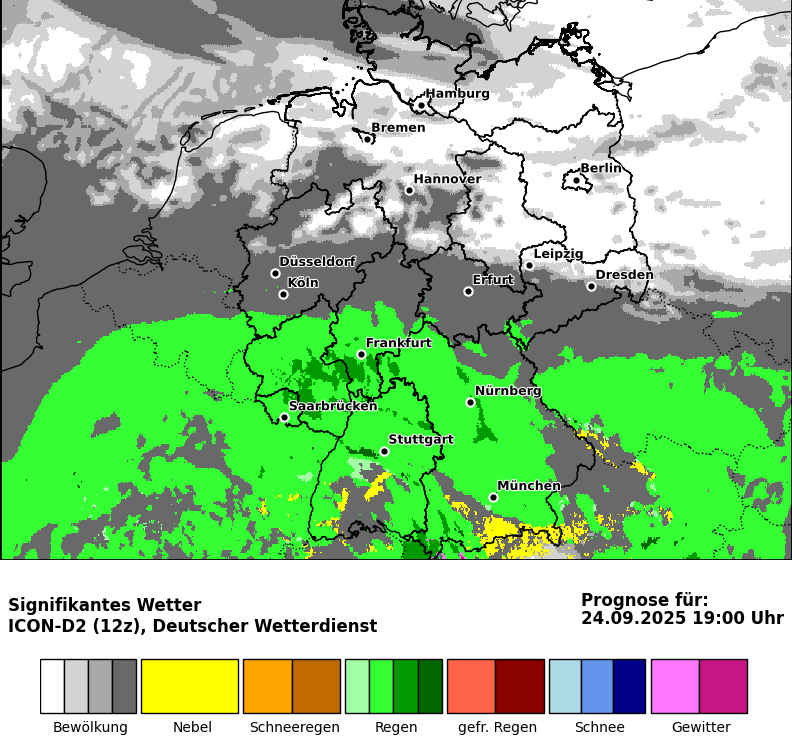 Hamburg
Bremen
Berlin
Hannover
Leipzig
Düsseldorf
Dresden
Köln
Erfurt
Frankfurt
Nürnberg
Saarbrücken
Stuttgart
München
Signifikantes Wetter
ICON-D2 (12z), Deutscher Wetterdienst
Prognose für:
24.09.2025 19:00 Uhr
Bewölkung
Nebel
Schneeregen
Regen
gefr. Regen
Schnee
Gewitter